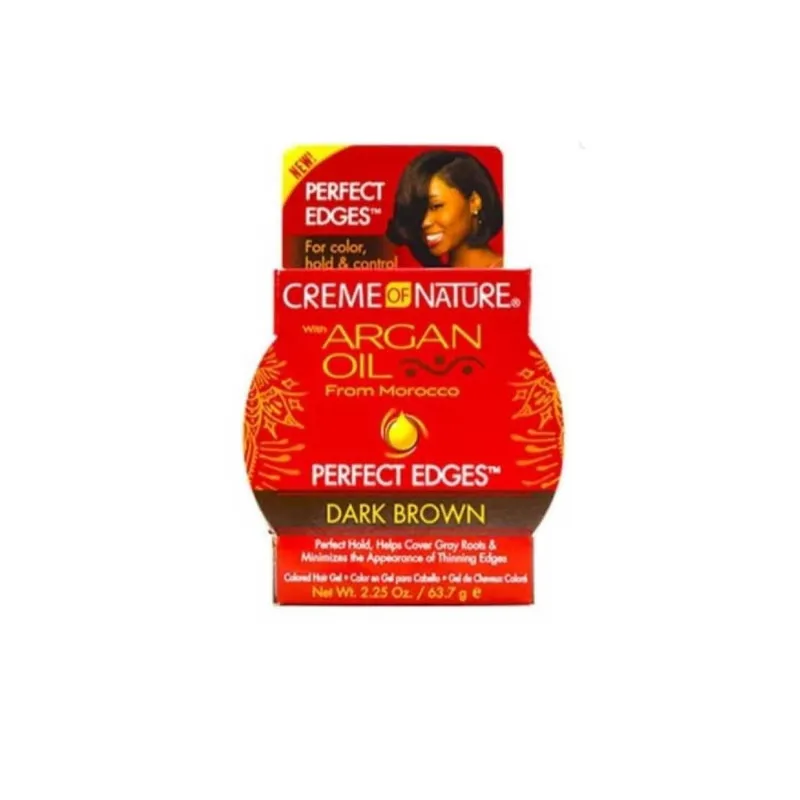 NEW!
PERFECT
EDGES™
For color,
hold & control
CREME OF NATURE®
With ARGAN
OIL
From Morocco
PERFECT EDGES™
DARK BROWN
Perfect Hold, Helps Cover Gray Roots &
Minimizes the Appearance of Thinning Edges
Colored Hair Gel • Color en Gel para Cabello • Gel de Cheveux Coloré
Net Wt. 2.25 Oz. / 63.7 g ℮